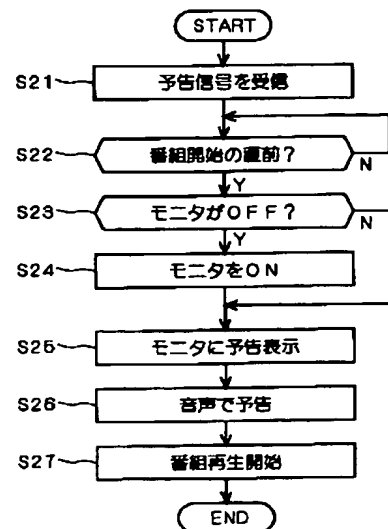 START
S21 予告信号を受信
S22 番組開始の直前?
N
Y
S23 モニタがOFF?
N
Y
S24 モニタをON
S25 モニタに予告表示
S26 音声で予告
S27 番組再生開始
END